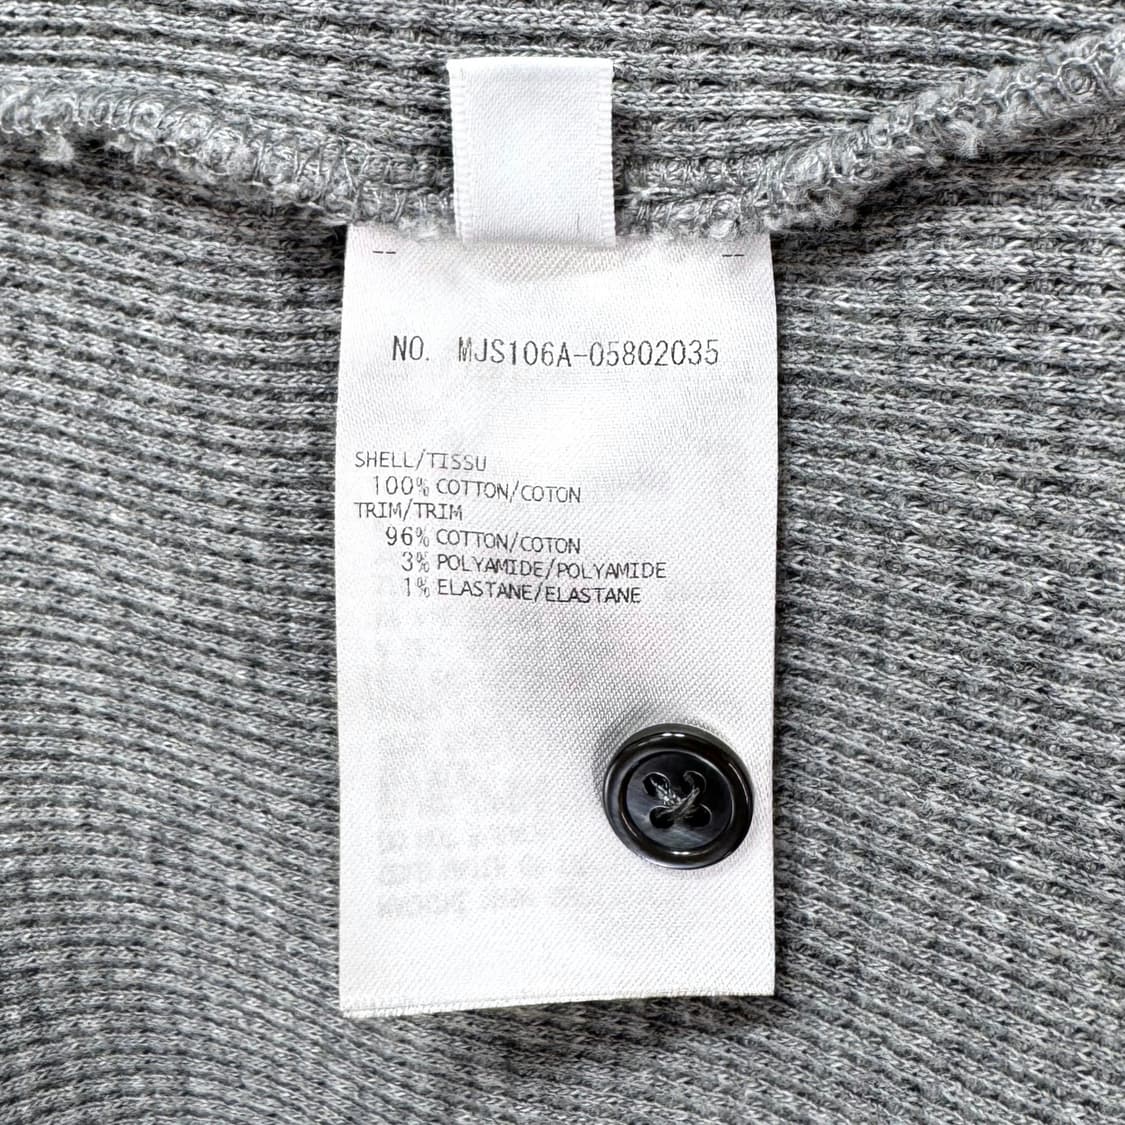 NO. MJS106A-05802035
SHELL/TISSU
100% COTTON/COTON
TRIM/TRIM
96% COTTON/COTON
3% POLYAMIDE/POLYAMIDE
1% ELASTANE/ELASTANE